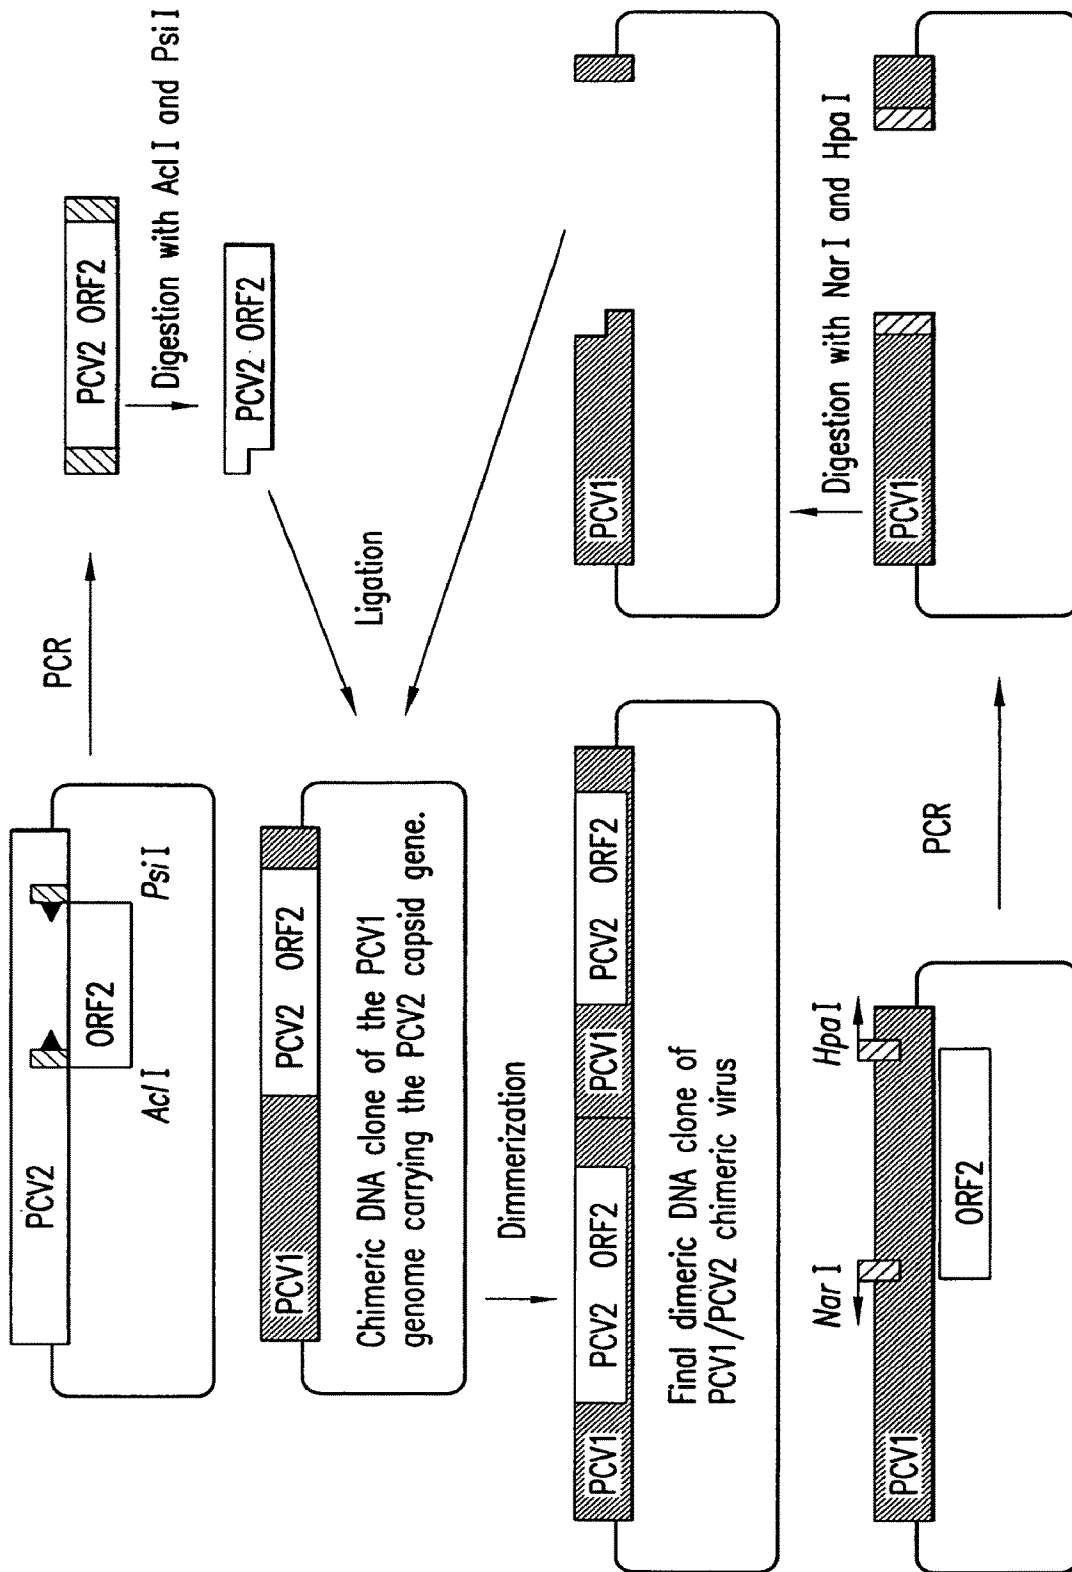 PCV2
AclI
PsiI
ORF2
PCR
PCV2 ORF2
Digestion with AclI and PsiI
PCV2 ORF2
Ligation
PCV1
PCV2 ORF2
Chimeric DNA clone of the PCV1
genome carrying the PCV2 capsid gene.
Dimmerization
PCV1
PCV2 ORF2
PCV1
PCV2 ORF2
Final dimeric DNA clone of
PCV1/PCV2 chimeric virus
PCV1
Digestion with NarI and HpaI
PCV1
PCR
NarI
HpaI
PCV1
ORF2